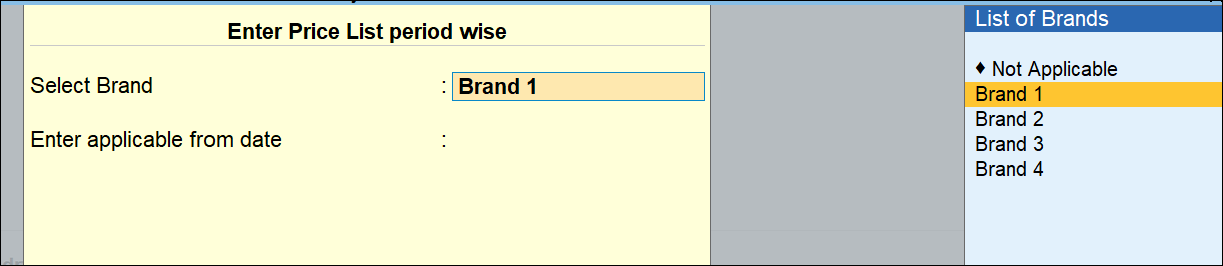 Enter Price List period wise
Select Brand : Brand 1
Enter applicable from date :
List of Brands
♦ Not Applicable
Brand 1
Brand 2
Brand 3
Brand 4